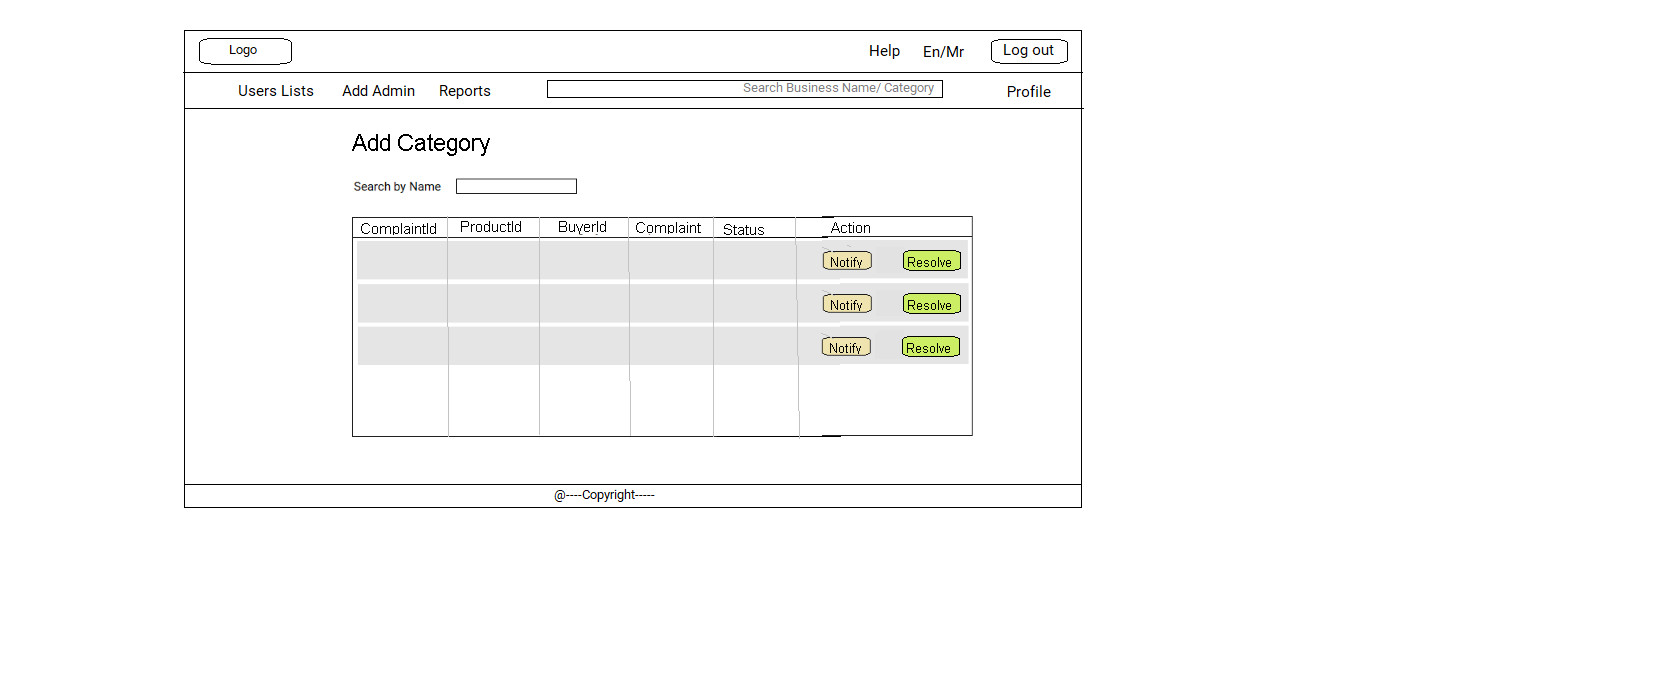 Logo Help En/Mr Log out
Users Lists Add Admin Reports Search Business Name/ Category Profile
Add Category
Search by Name
ComplaintId ProductId BuyerId Complaint Status Action
Notify Resolve
Notify Resolve
Notify Resolve
@----Copyright-----